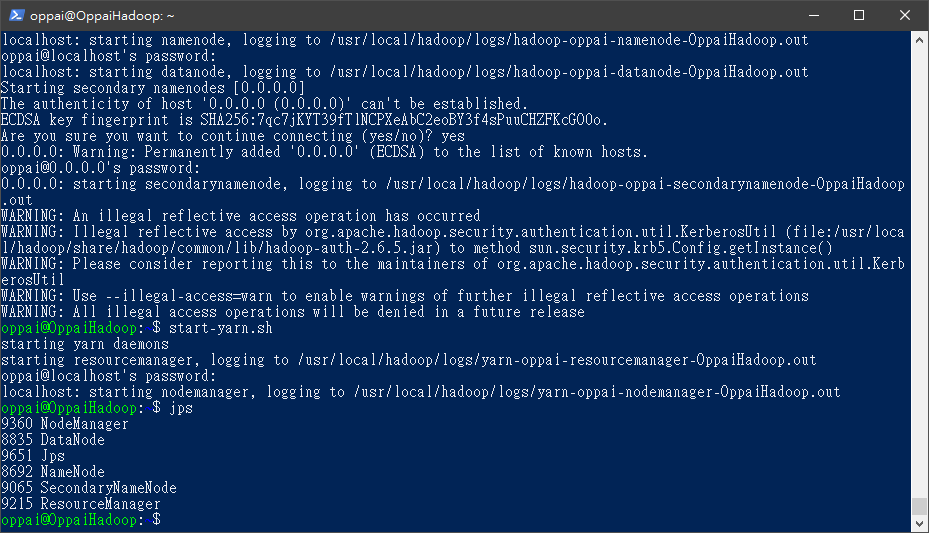 oppai@OppaiHadoop: ~
localhost: starting namenode, logging to /usr/local/hadoop/logs/hadoop-oppai-namenode-OppaiHadoop.out
oppai@localhost's password:
localhost: starting datanode, logging to /usr/local/hadoop/logs/hadoop-oppai-datanode-OppaiHadoop.out
Starting secondary namenodes [0.0.0.0]
The authenticity of host '0.0.0.0 (0.0.0.0)' can't be established.
ECDSA key fingerprint is SHA256:7qc7jKYT39fTlNCPXeAbC2eoBY3f4sPuuCHZFKcGO0o.
Are you sure you want to continue connecting (yes/no)? yes
0.0.0.0: Warning: Permanently added '0.0.0.0' (ECDSA) to the list of known hosts.
oppai@0.0.0.0's password:
0.0.0.0: starting secondarynamenode, logging to /usr/local/hadoop/logs/hadoop-oppai-secondarynamenode-OppaiHadoop
.out
WARNING: An illegal reflective access operation has occurred
WARNING: Illegal reflective access by org.apache.hadoop.security.authentication.util.KerberosUtil (file:/usr/loca
l/hadoop/share/hadoop/common/lib/hadoop-auth-2.6.5.jar) to method sun.security.krb5.Config.getInstance()
WARNING: Please consider reporting this to the maintainers of org.apache.hadoop.security.authentication.util.Kerb
erosUtil
WARNING: Use --illegal-access=warn to enable warnings of further illegal reflective access operations
WARNING: All illegal access operations will be denied in a future release
oppai@OppaiHadoop:~$ start-yarn.sh
starting yarn daemons
starting resourcemanager, logging to /usr/local/hadoop/logs/yarn-oppai-resourcemanager-OppaiHadoop.out
oppai@localhost's password:
localhost: starting nodemanager, logging to /usr/local/hadoop/logs/yarn-oppai-nodemanager-OppaiHadoop.out
oppai@OppaiHadoop:~$ jps
9360 NodeManager
8835 DataNode
9651 Jps
8692 NameNode
9065 SecondaryNameNode
9215 ResourceManager
oppai@OppaiHadoop:~$